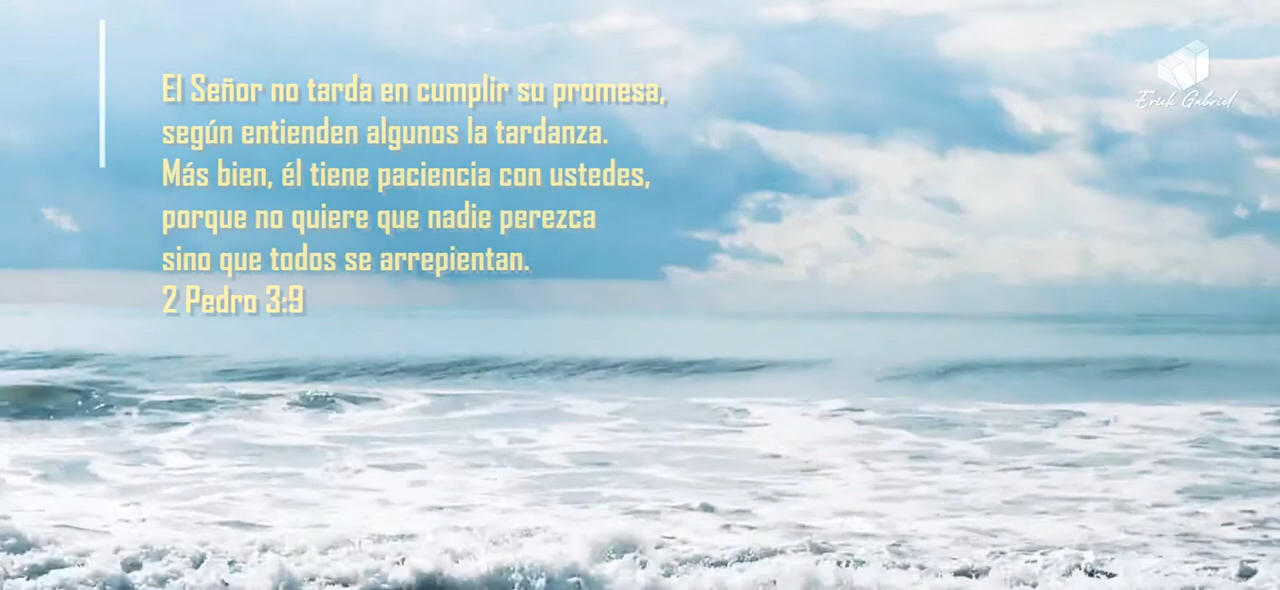 El Señor no tarda en cumplir su promesa,
según entienden algunos la tardanza.
Más bien, él tiene paciencia con ustedes,
porque no quiere que nadie perezca
sino que todos se arrepientan.
2 Pedro 3:9
Erick Gabriel